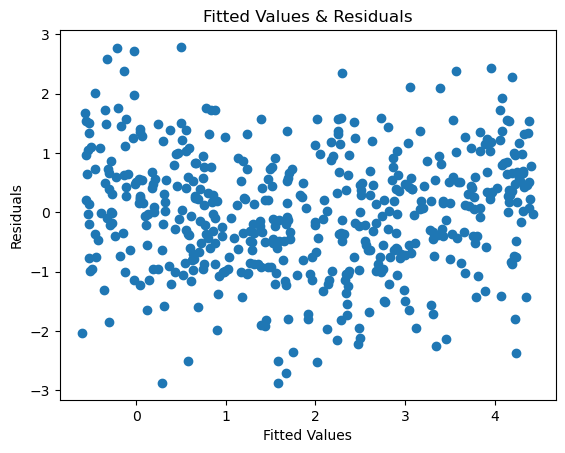 Fitted Values & Residuals
3
2
1
0
−1
−2
−3
Residuals
0 1 2 3 4
Fitted Values